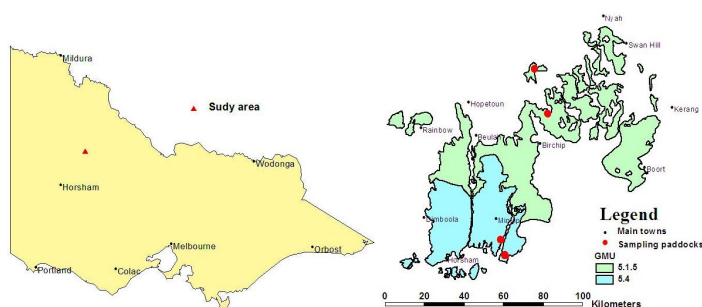 Mildura
Sudy area
Horsham
Wodonga
Melbourne
Orbost
Portland
Colac
Nyah
Swan Hill
Hopetoun
Kerang
Rainbow
Beulah
Birchip
Boort
Minyip
Horsham
Legend
Main towns
Sampling paddocks
GMU
5.1.5
5.4
0 20 40 60 80 100
Kilometers